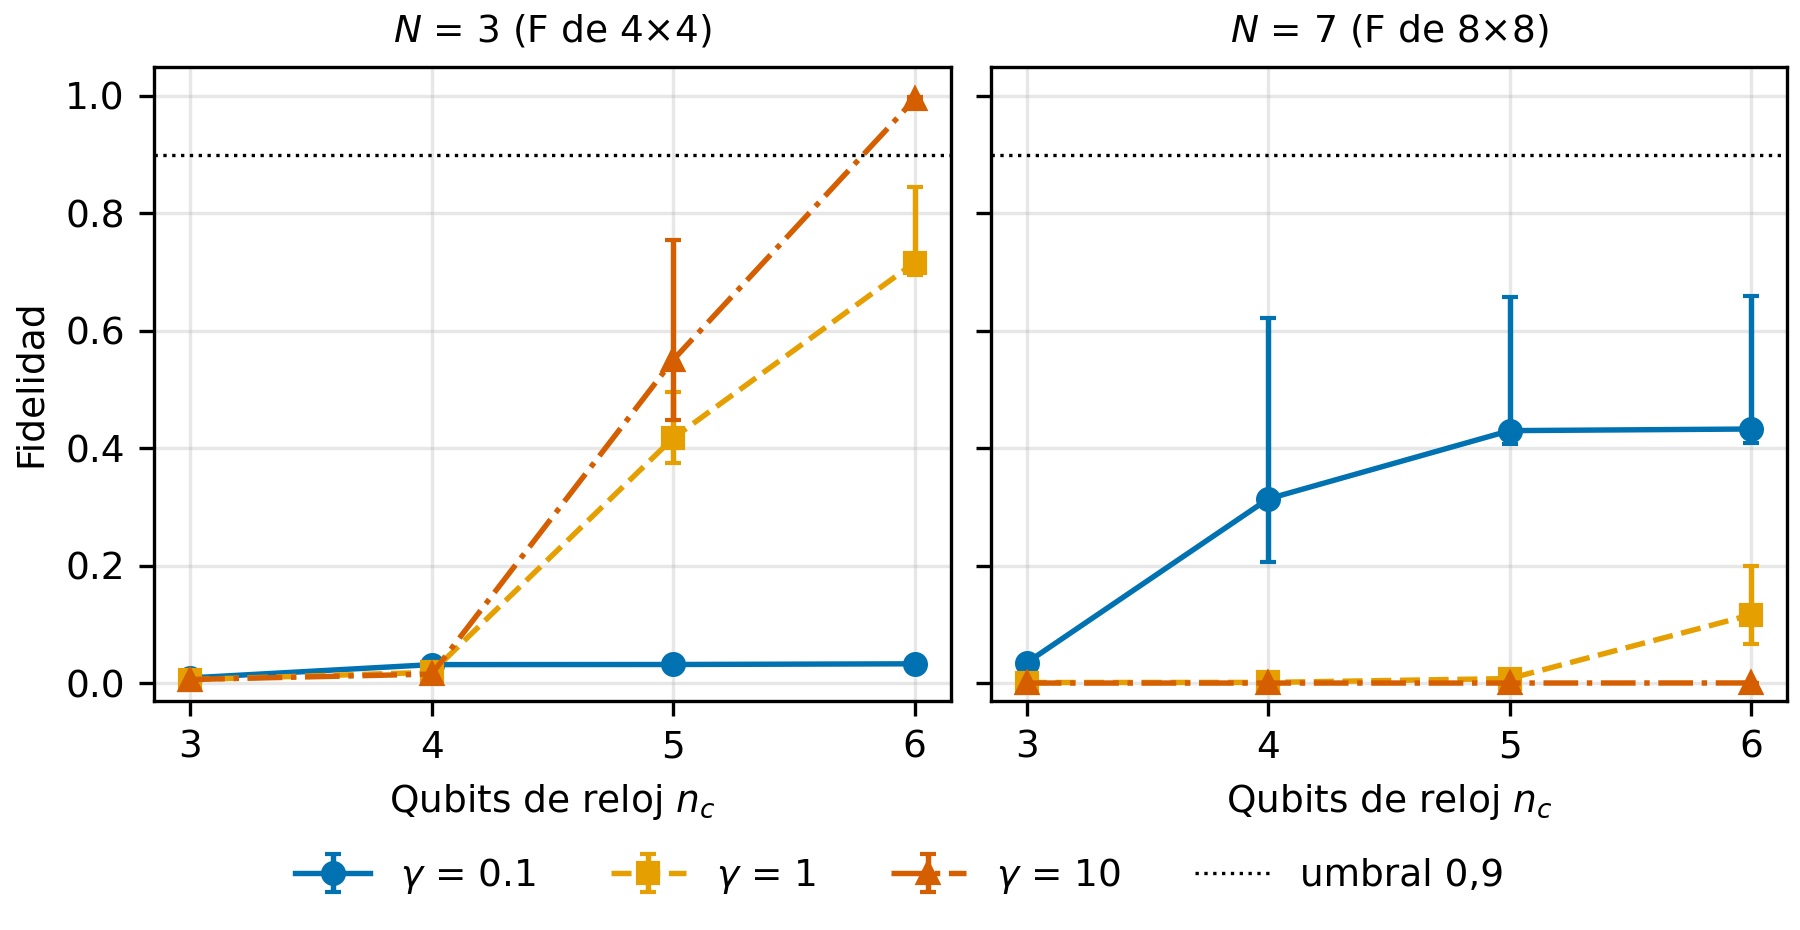 N = 3 (F de 4×4)
N = 7 (F de 8×8)
Fidelidad
1.0
0.8
0.6
0.4
0.2
0.0
3 4 5 6
3 4 5 6
Qubits de reloj n_c
Qubits de reloj n_c
γ = 0.1 γ = 1 γ = 10 umbral 0,9